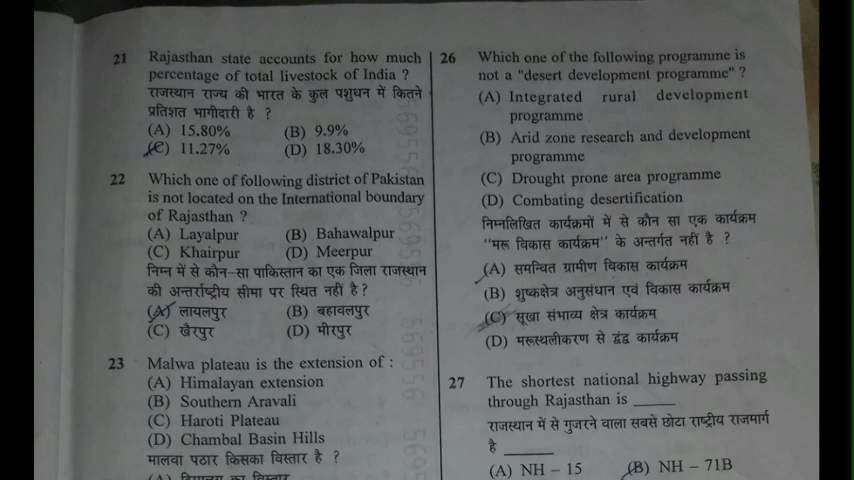 21 Rajasthan state accounts for how much
percentage of total livestock of India ?
राजस्थान राज्य की भारत के कुल पशुधन में कितने
प्रतिशत भागीदारी है ?
(A) 15.80% (B) 9.9%
(C) 11.27% (D) 18.30%
22 Which one of following district of Pakistan
is not located on the International boundary
of Rajasthan ?
(A) Layalpur (B) Bahawalpur
(C) Khairpur (D) Meerpur
निम्न में से कौन-सा पाकिस्तान का एक जिला राजस्थान
की अन्तर्राष्ट्रीय सीमा पर स्थित नहीं है ?
(A) लायलपुर (B) बहावलपुर
(C) खैरपुर (D) मीरपुर
23 Malwa plateau is the extension of :
(A) Himalayan extension
(B) Southern Aravali
(C) Haroti Plateau
(D) Chambal Basin Hills
मालवा पठार किसका विस्तार है ?
(A) हिमालय का विस्तार
26 Which one of the following programme is
not a "desert development programme" ?
(A) Integrated rural development
programme
(B) Arid zone research and development
programme
(C) Drought prone area programme
(D) Combating desertification
निम्नलिखित कार्यक्रमों में से कौन सा एक कार्यक्रम
"मरू विकास कार्यक्रम" के अन्तर्गत नहीं है ?
(A) समन्वित ग्रामीण विकास कार्यक्रम
(B) शुष्कक्षेत्र अनुसंधान एवं विकास कार्यक्रम
(C) सूखा संभाव्य क्षेत्र कार्यक्रम
(D) मरूस्थलीकरण से द्वंद्व कार्यक्रम
27 The shortest national highway passing
through Rajasthan is ______
राजस्थान में से गुजरने वाला सबसे छोटा राष्ट्रीय राजमार्ग
है ______
(A) NH – 15 (B) NH – 71B
569556